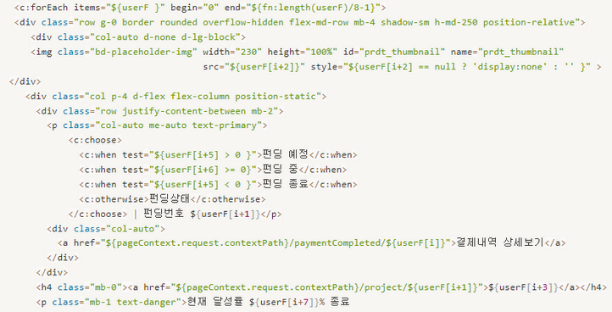 <c:forEach items="${userF }" begin="0" end="${fn:length(userF)/8-1}">
<div class="row g-0 border rounded overflow-hidden flex-md-row mb-4 shadow-sm h-md-250 position-relative">
<div class="col-auto d-none d-lg-block">
<img class="bd-placeholder-img" width="230" height="100%" id="prdt_thumbnail" name="prdt_thumbnail"
src="${userF[i+2]}" style="${userF[i+2] == null ? 'display:none' : '' }" >
</div>
<div class="col p-4 d-flex flex-column position-static">
<div class="row justify-content-between mb-2">
<p class="col-auto me-auto text-primary">
<c:choose>
<c:when test="${userF[i+5] > 0 }">펀딩 예정</c:when>
<c:when test="${userF[i+6] >= 0}">펀딩 중</c:when>
<c:when test="${userF[i+5] < 0 }">펀딩 종료</c:when>
<c:otherwise>펀딩상태</c:otherwise>
</c:choose> | 펀딩번호 ${userF[i+1]}</p>
<div class="col-auto">
<a href="${pageContext.request.contextPath}/paymentCompleted/${userF[i]}">결제내역 상세보기</a>
</div>
</div>
<h4 class="mb-0"><a href="${pageContext.request.contextPath}/project/${userF[i+1]}">${userF[i+3]}</a></h4>
<p class="mb-1 text-danger">현재 달성률 ${userF[i+7]}% 종료